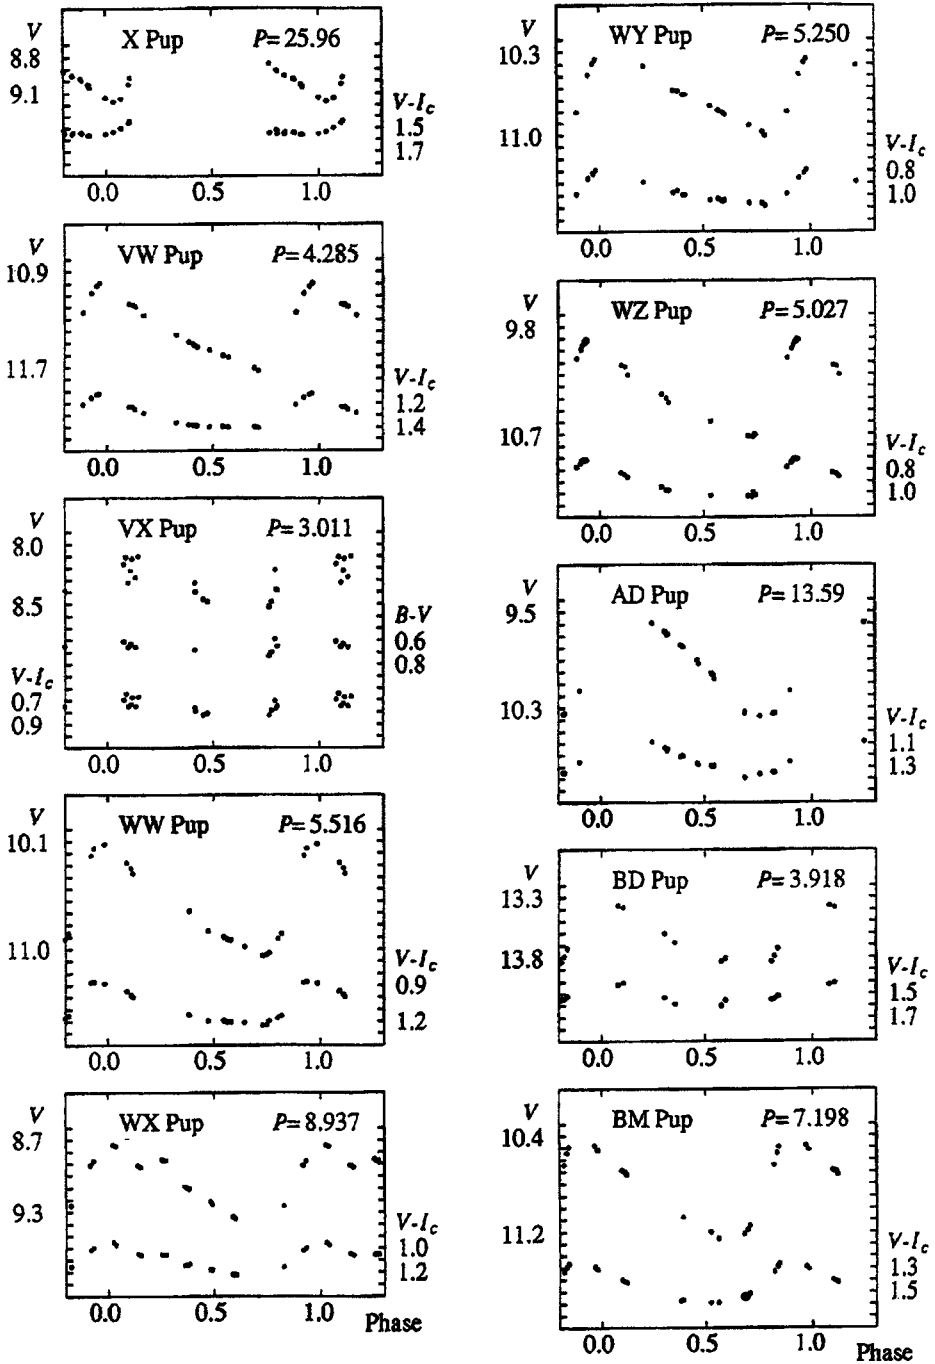 V
X Pup P=25.96
8.8
9.1
V-Ic
1.5
1.7
0.0 0.5 1.0
V
VW Pup P=4.285
10.9
11.7
V-Ic
1.2
1.4
0.0 0.5 1.0
V
VX Pup P=3.011
8.0
8.5
B-V
0.6
0.8
V-Ic
0.7
0.9
0.0 0.5 1.0
V
WW Pup P=5.516
10.1
11.0
V-Ic
0.9
1.2
0.0 0.5 1.0
V
WX Pup P=8.937
8.7
9.3
V-Ic
1.0
1.2
0.0 0.5 1.0
Phase
V
WY Pup P=5.250
10.3
11.0
V-Ic
0.8
1.0
0.0 0.5 1.0
V
WZ Pup P=5.027
9.8
10.7
V-Ic
0.8
1.0
0.0 0.5 1.0
V
AD Pup P=13.59
9.5
10.3
V-Ic
1.1
1.3
0.0 0.5 1.0
V
BD Pup P=3.918
13.3
13.8
V-Ic
1.5
1.7
0.0 0.5 1.0
V
BM Pup P=7.198
10.4
11.2
V-Ic
1.3
1.5
0.0 0.5 1.0
Phase